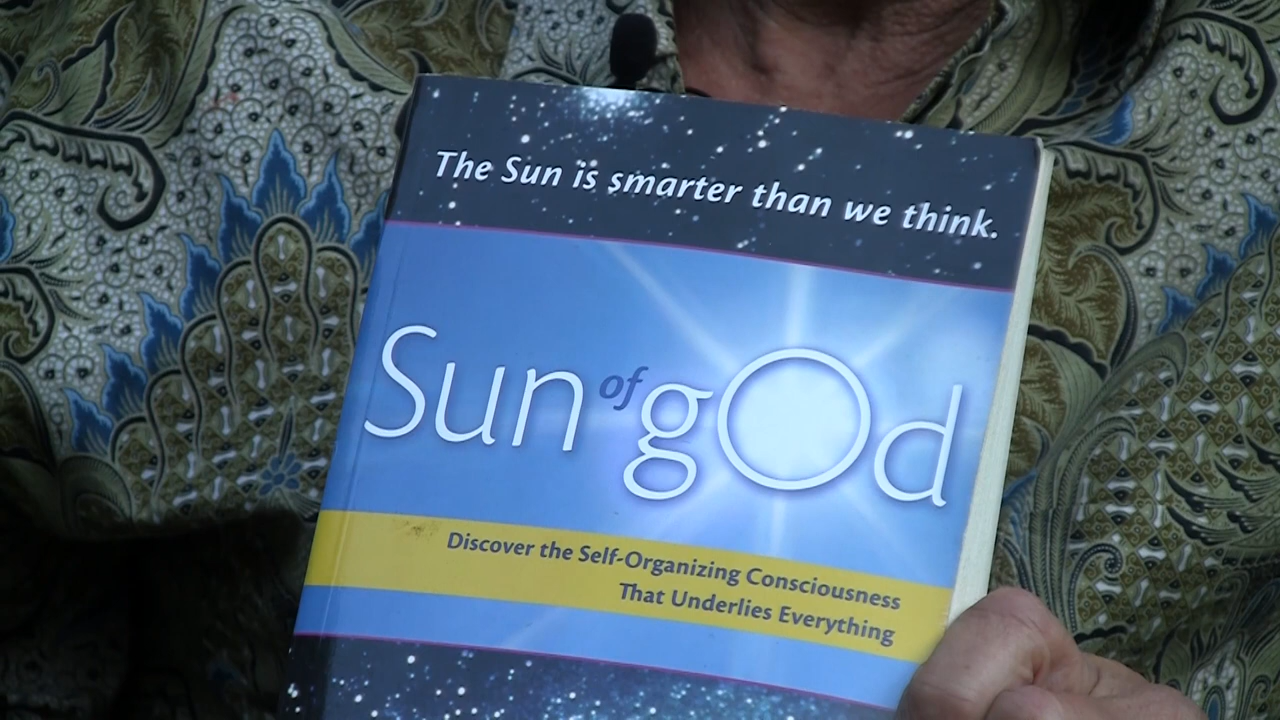 The Sun is smarter than we think.
Sun of gOd
Discover the Self-Organizing Consciousness
That Underlies Everything